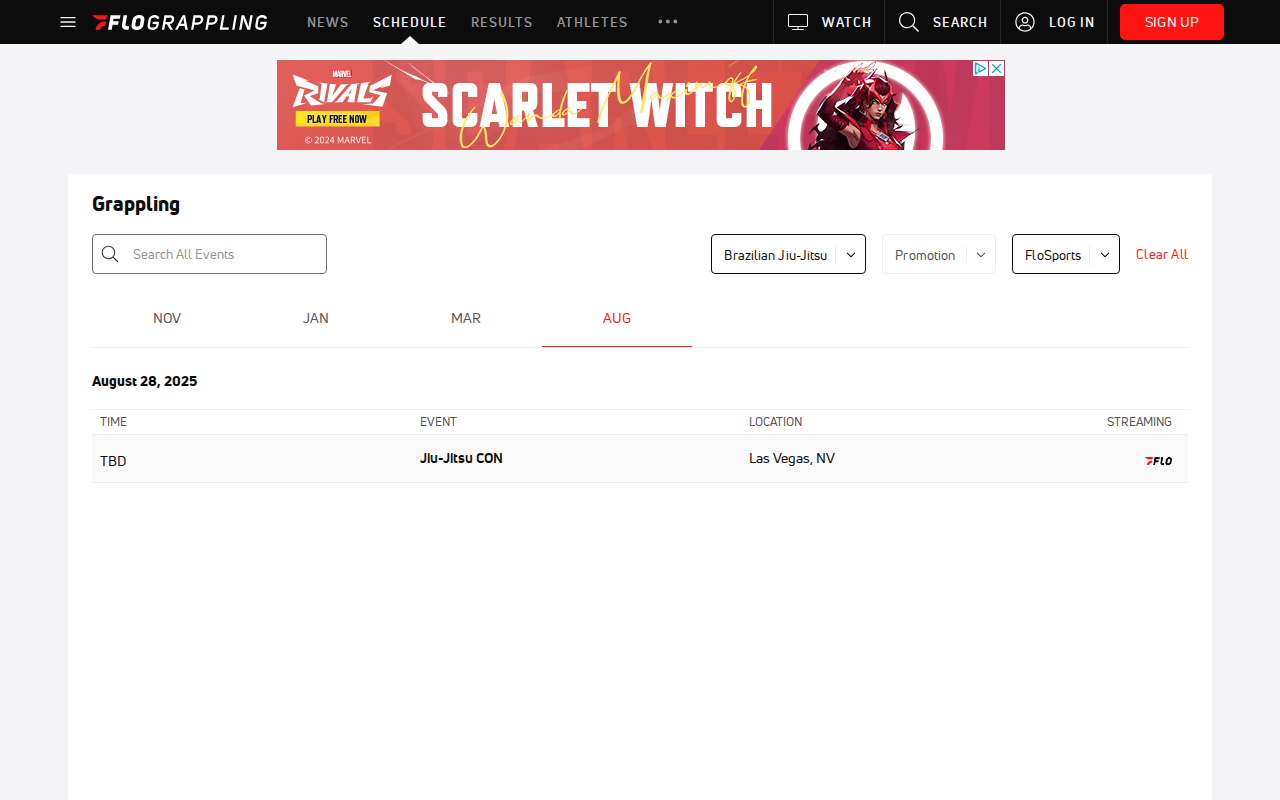 FLOGRAPPLING NEWS SCHEDULE RESULTS ATHLETES WATCH SEARCH LOG IN SIGN UP
MARVEL
RIVALS
PLAY FREE NOW
© 2024 MARVEL
SCARLET WITCH
Wanda Maximoff
Grappling
Search All Events Brazilian Jiu-Jitsu Promotion FloSports Clear All
NOV JAN MAR AUG
August 28, 2025
TIME EVENT LOCATION STREAMING
TBD Jiu-Jitsu CON Las Vegas, NV FLO